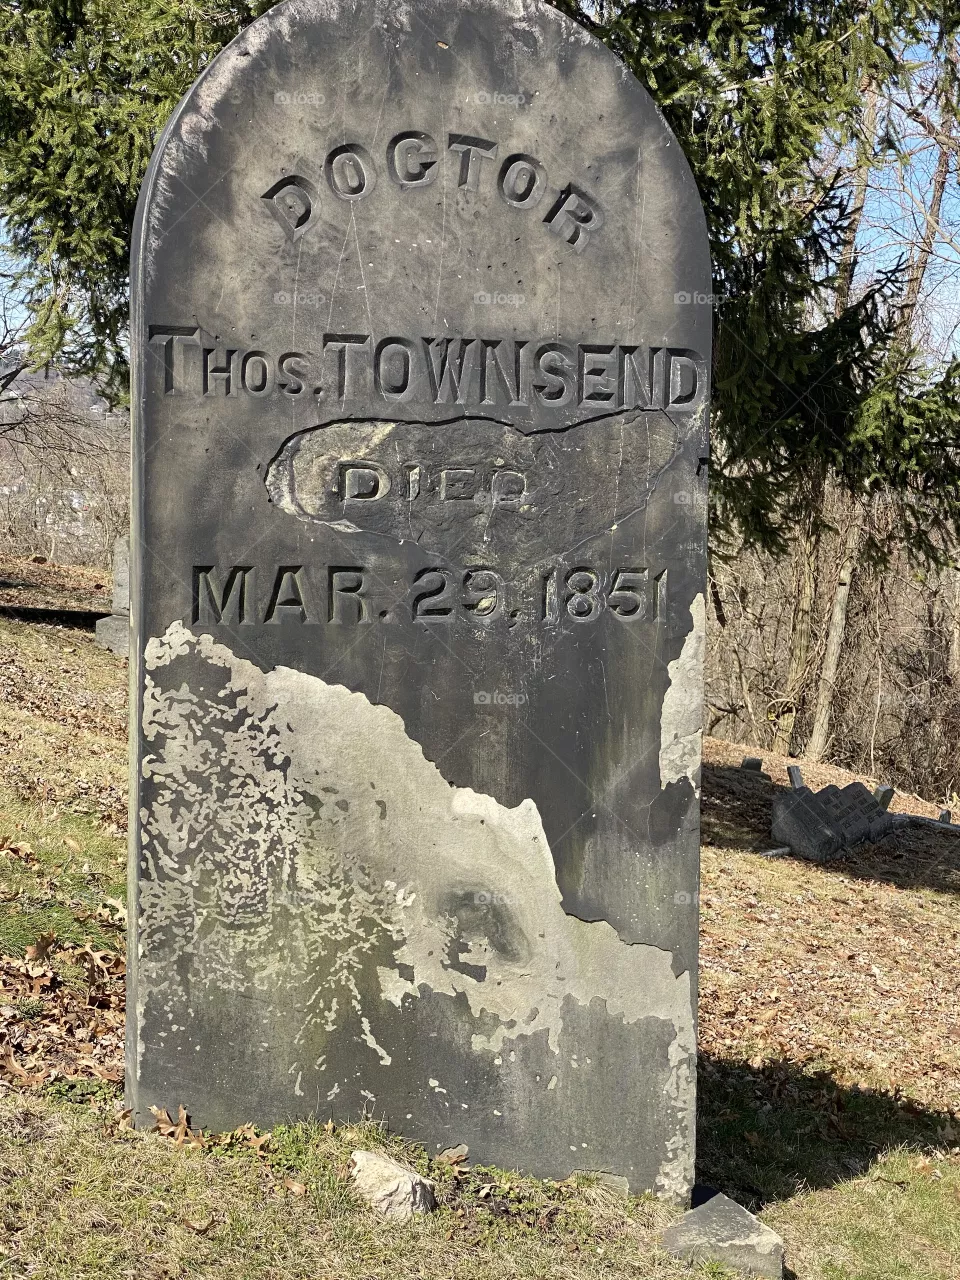 DOCTOR
THOS. TOWNSEND
DIED
MAR. 29, 1851